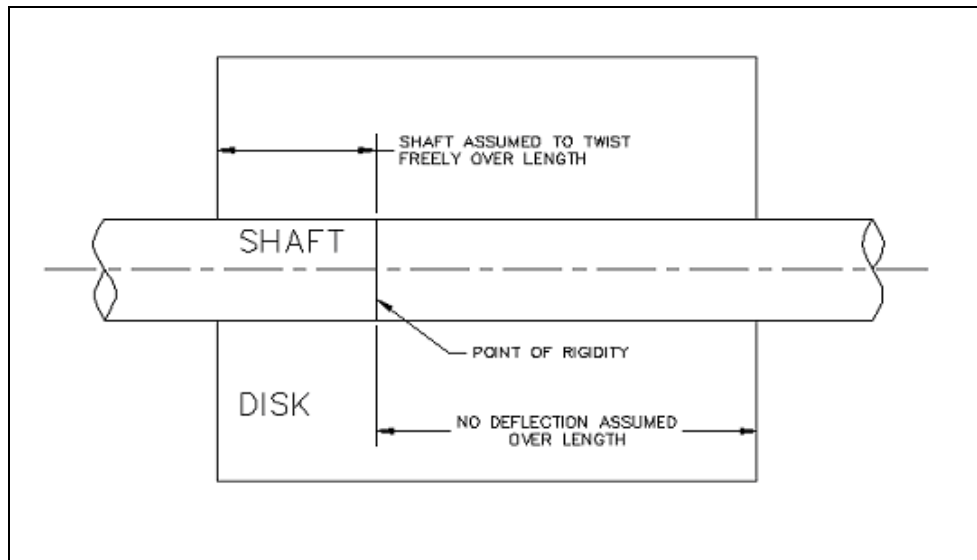 SHAFT ASSUMED TO TWIST
FREELY OVER LENGTH
SHAFT
POINT OF RIGIDITY
DISK
NO DEFLECTION ASSUMED
OVER LENGTH